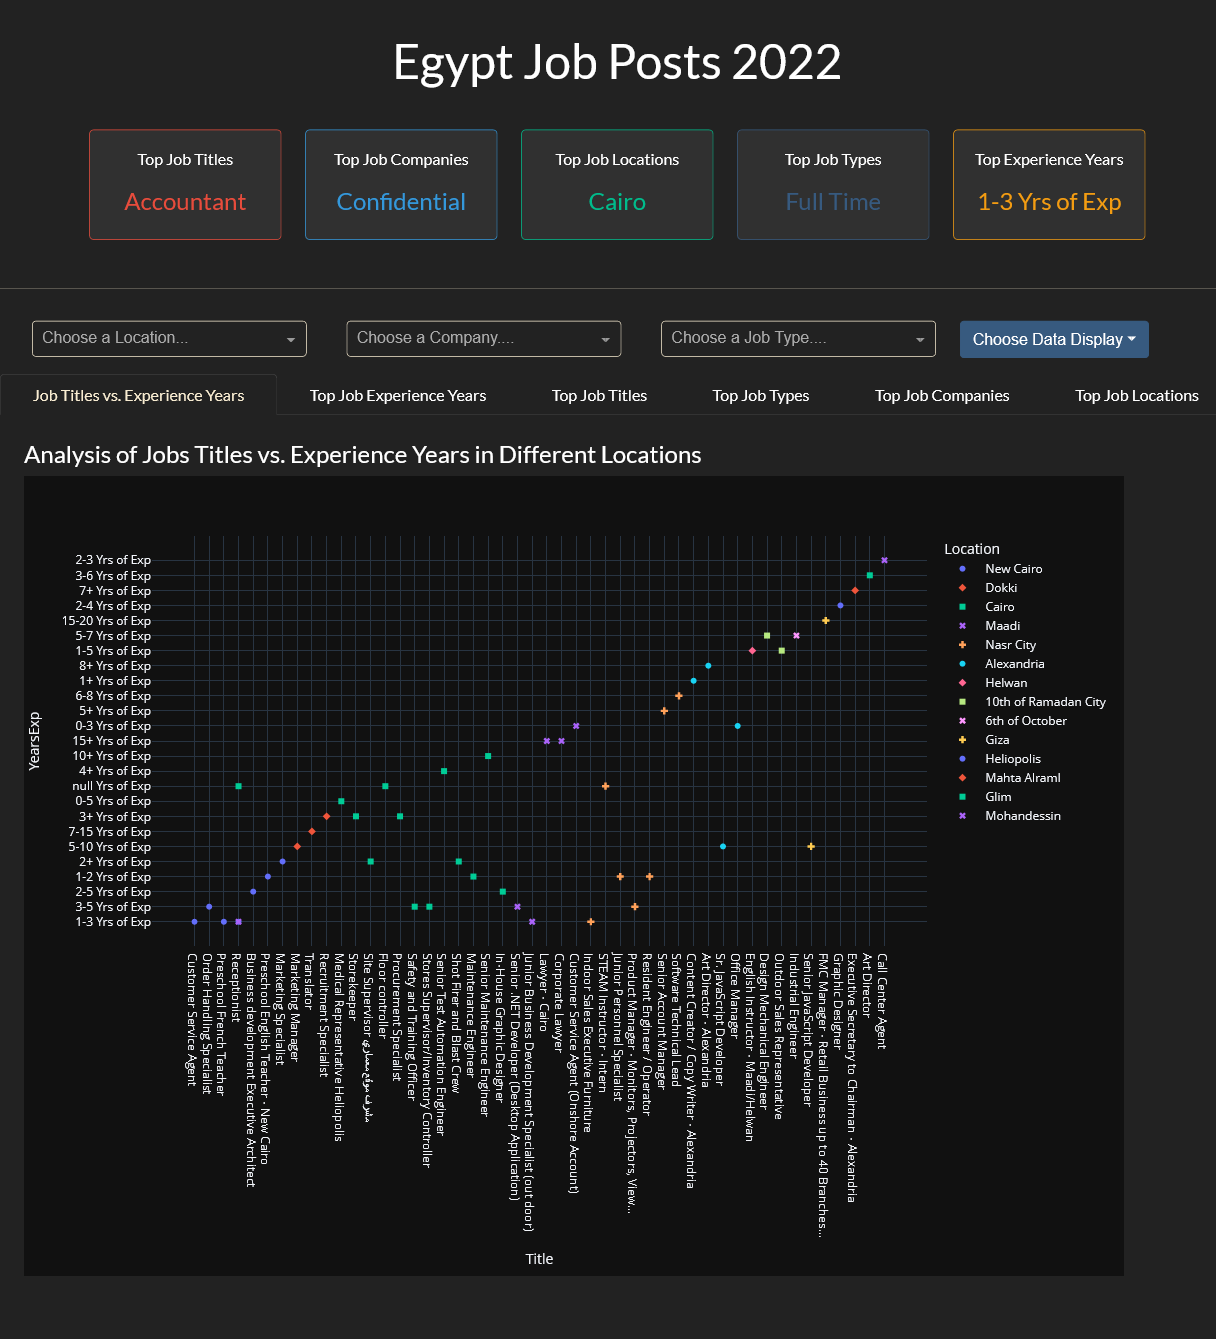 Egypt Job Posts 2022
Top Job Titles
Accountant
Top Job Companies
Confidential
Top Job Locations
Cairo
Top Job Types
Full Time
Top Experience Years
1-3 Yrs of Exp
Choose a Location...
Choose a Company....
Choose a Job Type....
Choose Data Display
Job Titles vs. Experience Years
Top Job Experience Years
Top Job Titles
Top Job Types
Top Job Companies
Top Job Locations
Analysis of Jobs Titles vs. Experience Years in Different Locations
YearsExp
2-3 Yrs of Exp
3-6 Yrs of Exp
7+ Yrs of Exp
2-4 Yrs of Exp
15-20 Yrs of Exp
5-7 Yrs of Exp
1-5 Yrs of Exp
8+ Yrs of Exp
1+ Yrs of Exp
6-8 Yrs of Exp
5+ Yrs of Exp
0-3 Yrs of Exp
15+ Yrs of Exp
10+ Yrs of Exp
4+ Yrs of Exp
null Yrs of Exp
0-5 Yrs of Exp
3+ Yrs of Exp
7-15 Yrs of Exp
5-10 Yrs of Exp
2+ Yrs of Exp
1-2 Yrs of Exp
2-5 Yrs of Exp
3-5 Yrs of Exp
1-3 Yrs of Exp
Location
New Cairo
Dokki
Cairo
Maadi
Nasr City
Alexandria
Helwan
10th of Ramadan City
6th of October
Giza
Heliopolis
Mahta Alraml
Glim
Mohandessin
Customer Service Agent
Order Handling Specialist
Preschool French Teacher
Receptionist
Business development Executive Architect
Preschool English Teacher - New Cairo
Marketing Specialist
Marketing Manager
Translator
Recruitment Specialist
Medical Representative Heliopolis
Storekeeper
Site Supervisor مشرف موقع معماري
Floor controller
Procurement Specialist
Safety and Training Officer
Stores Supervisor/Inventory Controller
Senior Test Automation Engineer
Shot Firer and Blast Crew
Maintenance Engineer
Senior Maintenance Engineer
In-House Graphic Designer
Senior .NET Developer (Desktop Application)
Junior Business Development Specialist (out door)
Lawyer - Cairo
Corporate Lawyer
Customer Service Agent (Onshore Account)
Indoor Sales Executive Furniture
STEAM Instructor - Intern
Junior Personnel Specialist
Product Manager - Monitors, Projectors, View...
Resident Engineer / Operator
Senior Account Manager
Software Technical Lead
Content Creator / Copy Writer - Alexandria
Art Director - Alexandria
Sr. JavaScript Developer
Office Manager
English Instructor - Maadi/Helwan
Design Mechanical Engineer
Outdoor Sales Representative
Industrial Engineer
Senior JavaScript Developer
FMC Manager - Retail Business up to 40 Branches...
Graphic Designer
Executive Secretary to Chairman - Alexandria
Art Director
Call Center Agent
Title